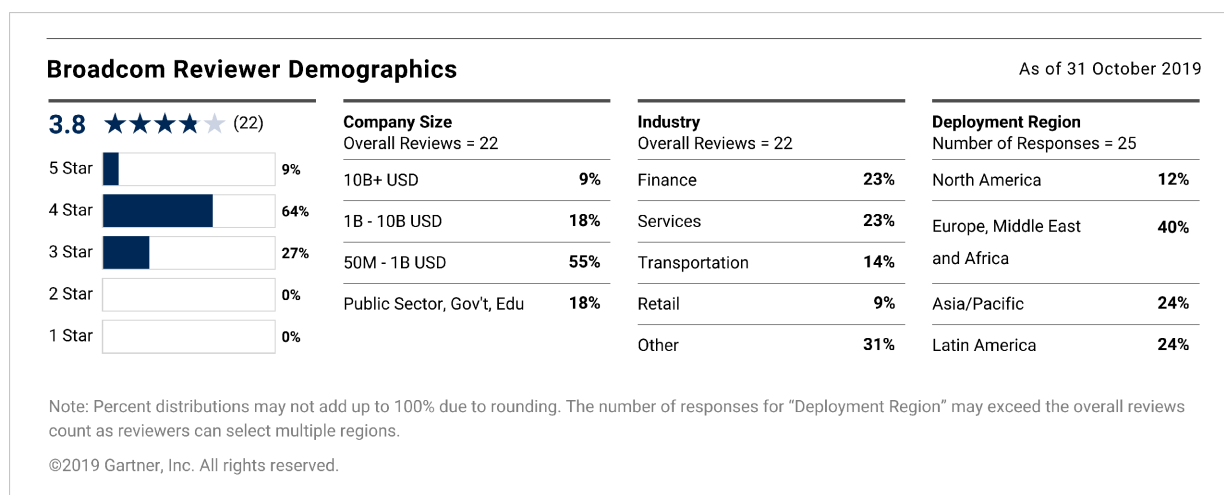 Broadcom Reviewer Demographics
As of 31 October 2019
3.8 (22)
5 Star 9%
4 Star 64%
3 Star 27%
2 Star 0%
1 Star 0%
Company Size
Overall Reviews = 22
10B+ USD 9%
1B - 10B USD 18%
50M - 1B USD 55%
Public Sector, Gov't, Edu 18%
Industry
Overall Reviews = 22
Finance 23%
Services 23%
Transportation 14%
Retail 9%
Other 31%
Deployment Region
Number of Responses = 25
North America 12%
Europe, Middle East 40%
and Africa
Asia/Pacific 24%
Latin America 24%
Note: Percent distributions may not add up to 100% due to rounding. The number of responses for “Deployment Region” may exceed the overall reviews
count as reviewers can select multiple regions.
©2019 Gartner, Inc. All rights reserved.